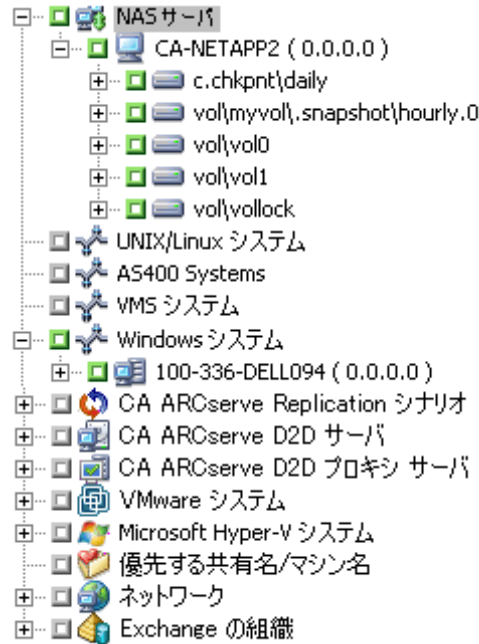 NASサーバ
CA-NETAPP2 ( 0.0.0.0 )
c.chkpnt\daily
vol\myvol\.snapshot\hourly.0
vol\vol0
vol\vol1
vol\vollock
UNIX/Linux システム
AS400 Systems
VMS システム
Windows システム
100-336-DELL094 ( 0.0.0.0 )
CA ARCserve Replication シナリオ
CA ARCserve D2D サーバ
CA ARCserve D2D プロキシ サーバ
VMware システム
Microsoft Hyper-V システム
優先する共有名/マシン名
ネットワーク
Exchange の組織